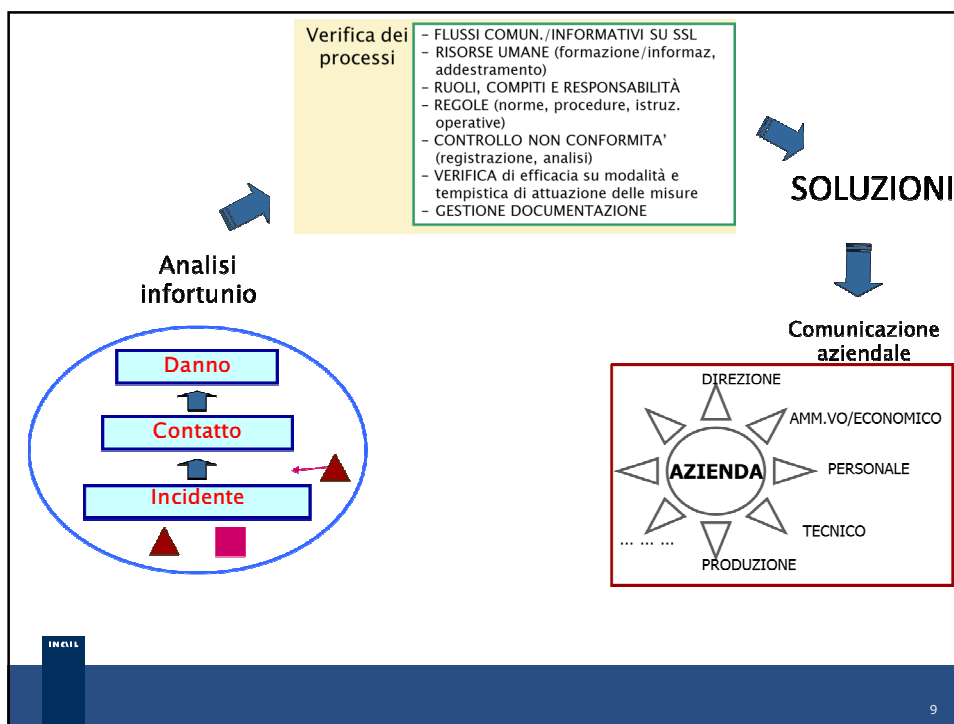 Verifica dei
processi
– FLUSSI COMUN./INFORMATIVI SU SSL
– RISORSE UMANE (formazione/informaz,
addestramento)
– RUOLI, COMPITI E RESPONSABILITÀ
– REGOLE (norme, procedure, istruz.
operative)
– CONTROLLO NON CONFORMITA’
(registrazione, analisi)
– VERIFICA di efficacia su modalità e
tempistica di attuazione delle misure
– GESTIONE DOCUMENTAZIONE
SOLUZIONI
Analisi
infortunio
Danno
Contatto
Incidente
Comunicazione
aziendale
DIREZIONE
AMM.VO/ECONOMICO
AZIENDA
PERSONALE
TECNICO
... ... ...
PRODUZIONE
INAIL
9